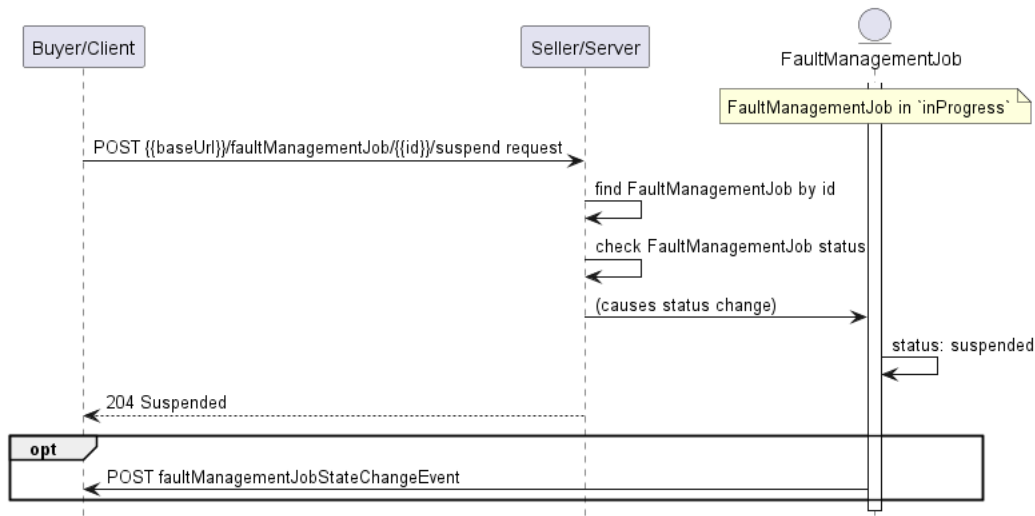 Buyer/Client
Seller/Server
FaultManagementJob
FaultManagementJob in `inProgress`
POST {{baseUrl}}/faultManagementJob/{{id}}/suspend request
find FaultManagementJob by id
check FaultManagementJob status
(causes status change)
status: suspended
204 Suspended
opt
POST faultManagementJobStateChangeEvent